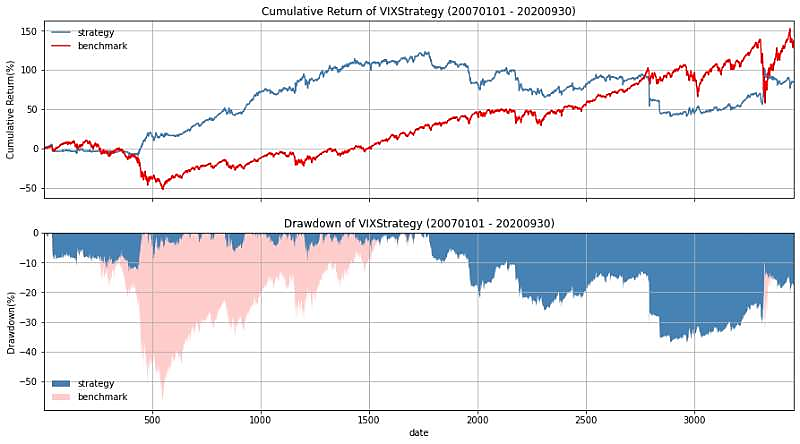 Cumulative Return of VIXStrategy (20070101 - 20200930)
Cumulative Return(%)
150
100
50
0
−50
strategy
benchmark
Drawdown of VIXStrategy (20070101 - 20200930)
Drawdown(%)
0
−10
−20
−30
−40
−50
strategy
benchmark
500
1000
1500
2000
2500
3000
date